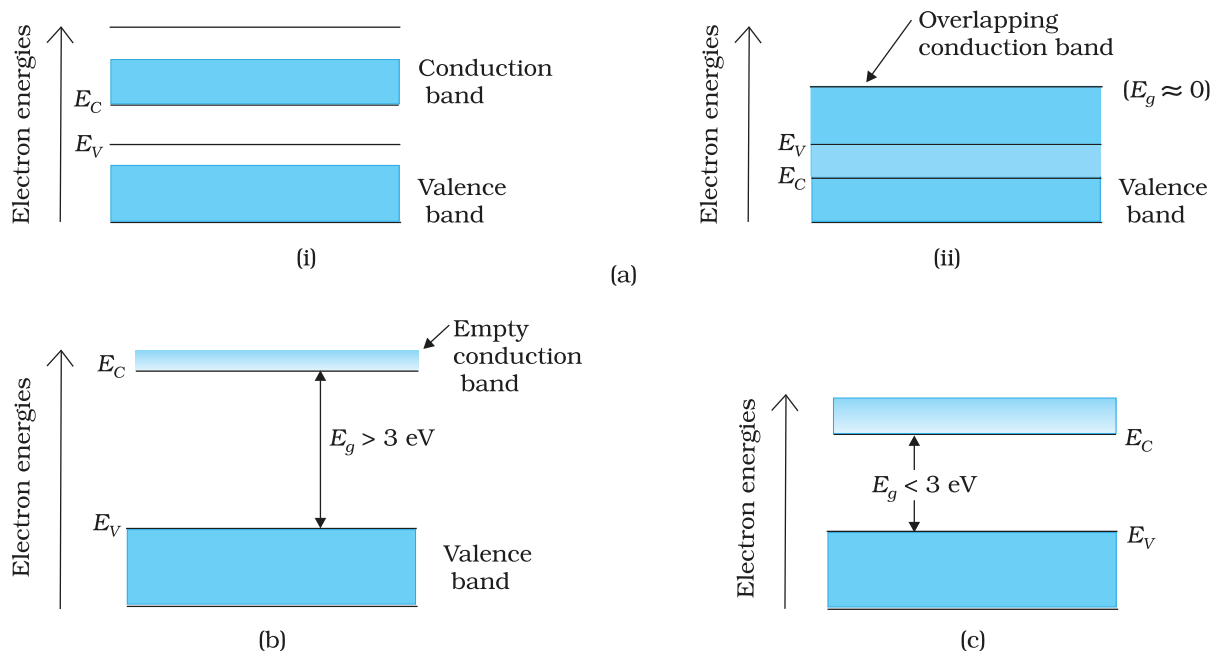 Electron energies
Conduction
band
E_C
E_V
Valence
band
(i)
Electron energies
Overlapping
conduction band
(E_g ≈ 0)
E_V
E_C
Valence
band
(ii)
(a)
Electron energies
Empty
conduction
band
E_C
E_g > 3 eV
E_V
Valence
band
(b)
Electron energies
E_C
E_g < 3 eV
E_V
(c)